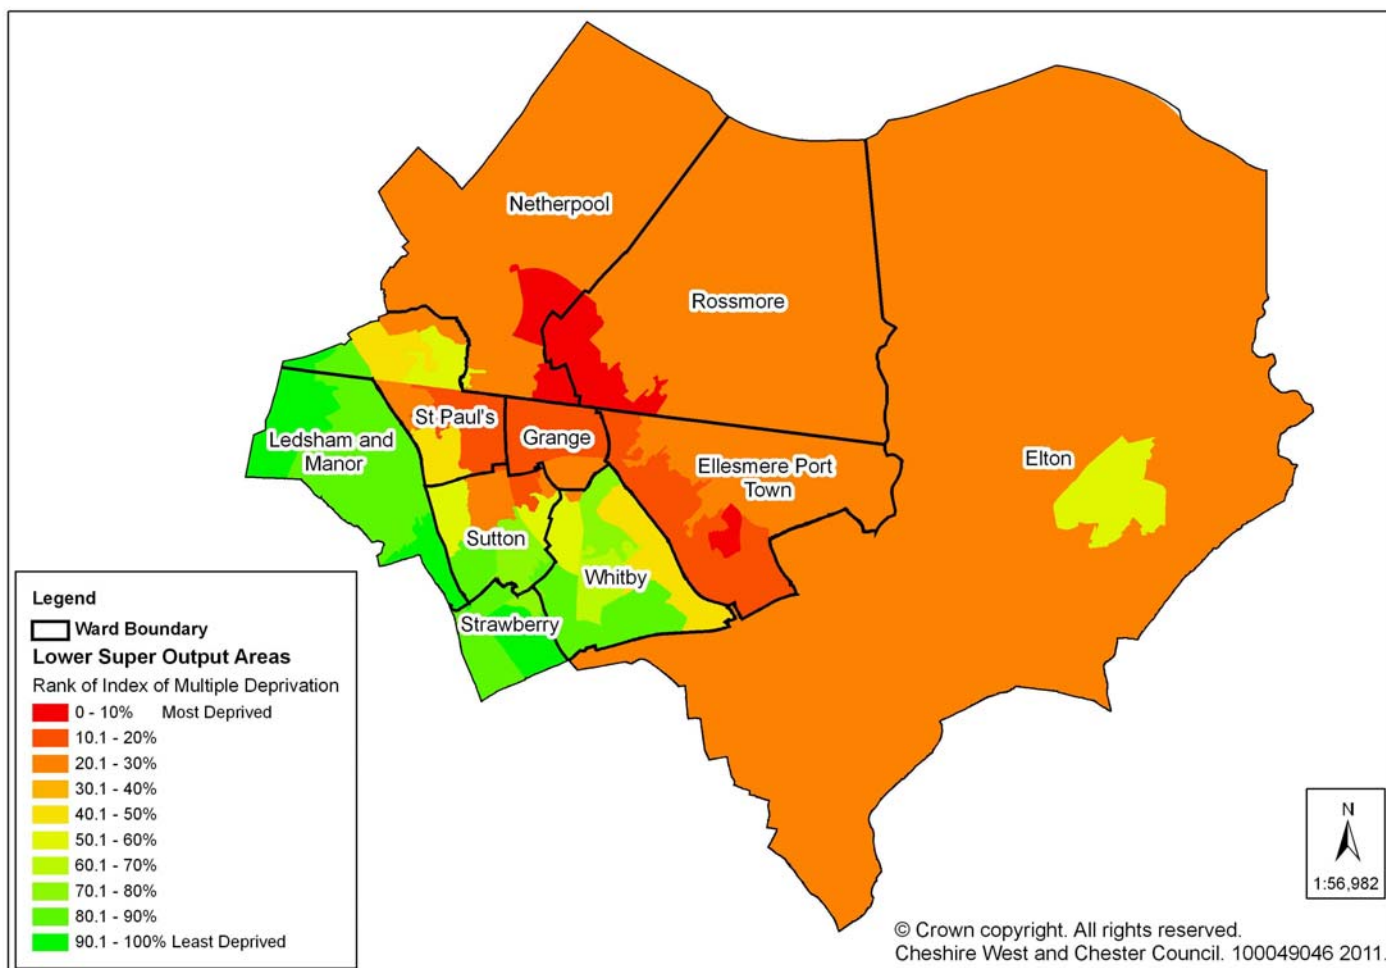 Netherpool
Rossmore
St Paul's
Grange
Ledsham and
Manor
Ellesmere Port
Town
Elton
Sutton
Whitby
Strawberry
Legend
Ward Boundary
Lower Super Output Areas
Rank of Index of Multiple Deprivation
0 - 10% Most Deprived
10.1 - 20%
20.1 - 30%
30.1 - 40%
40.1 - 50%
50.1 - 60%
60.1 - 70%
70.1 - 80%
80.1 - 90%
90.1 - 100% Least Deprived
N
1:56,982
© Crown copyright. All rights reserved.
Cheshire West and Chester Council. 100049046 2011.